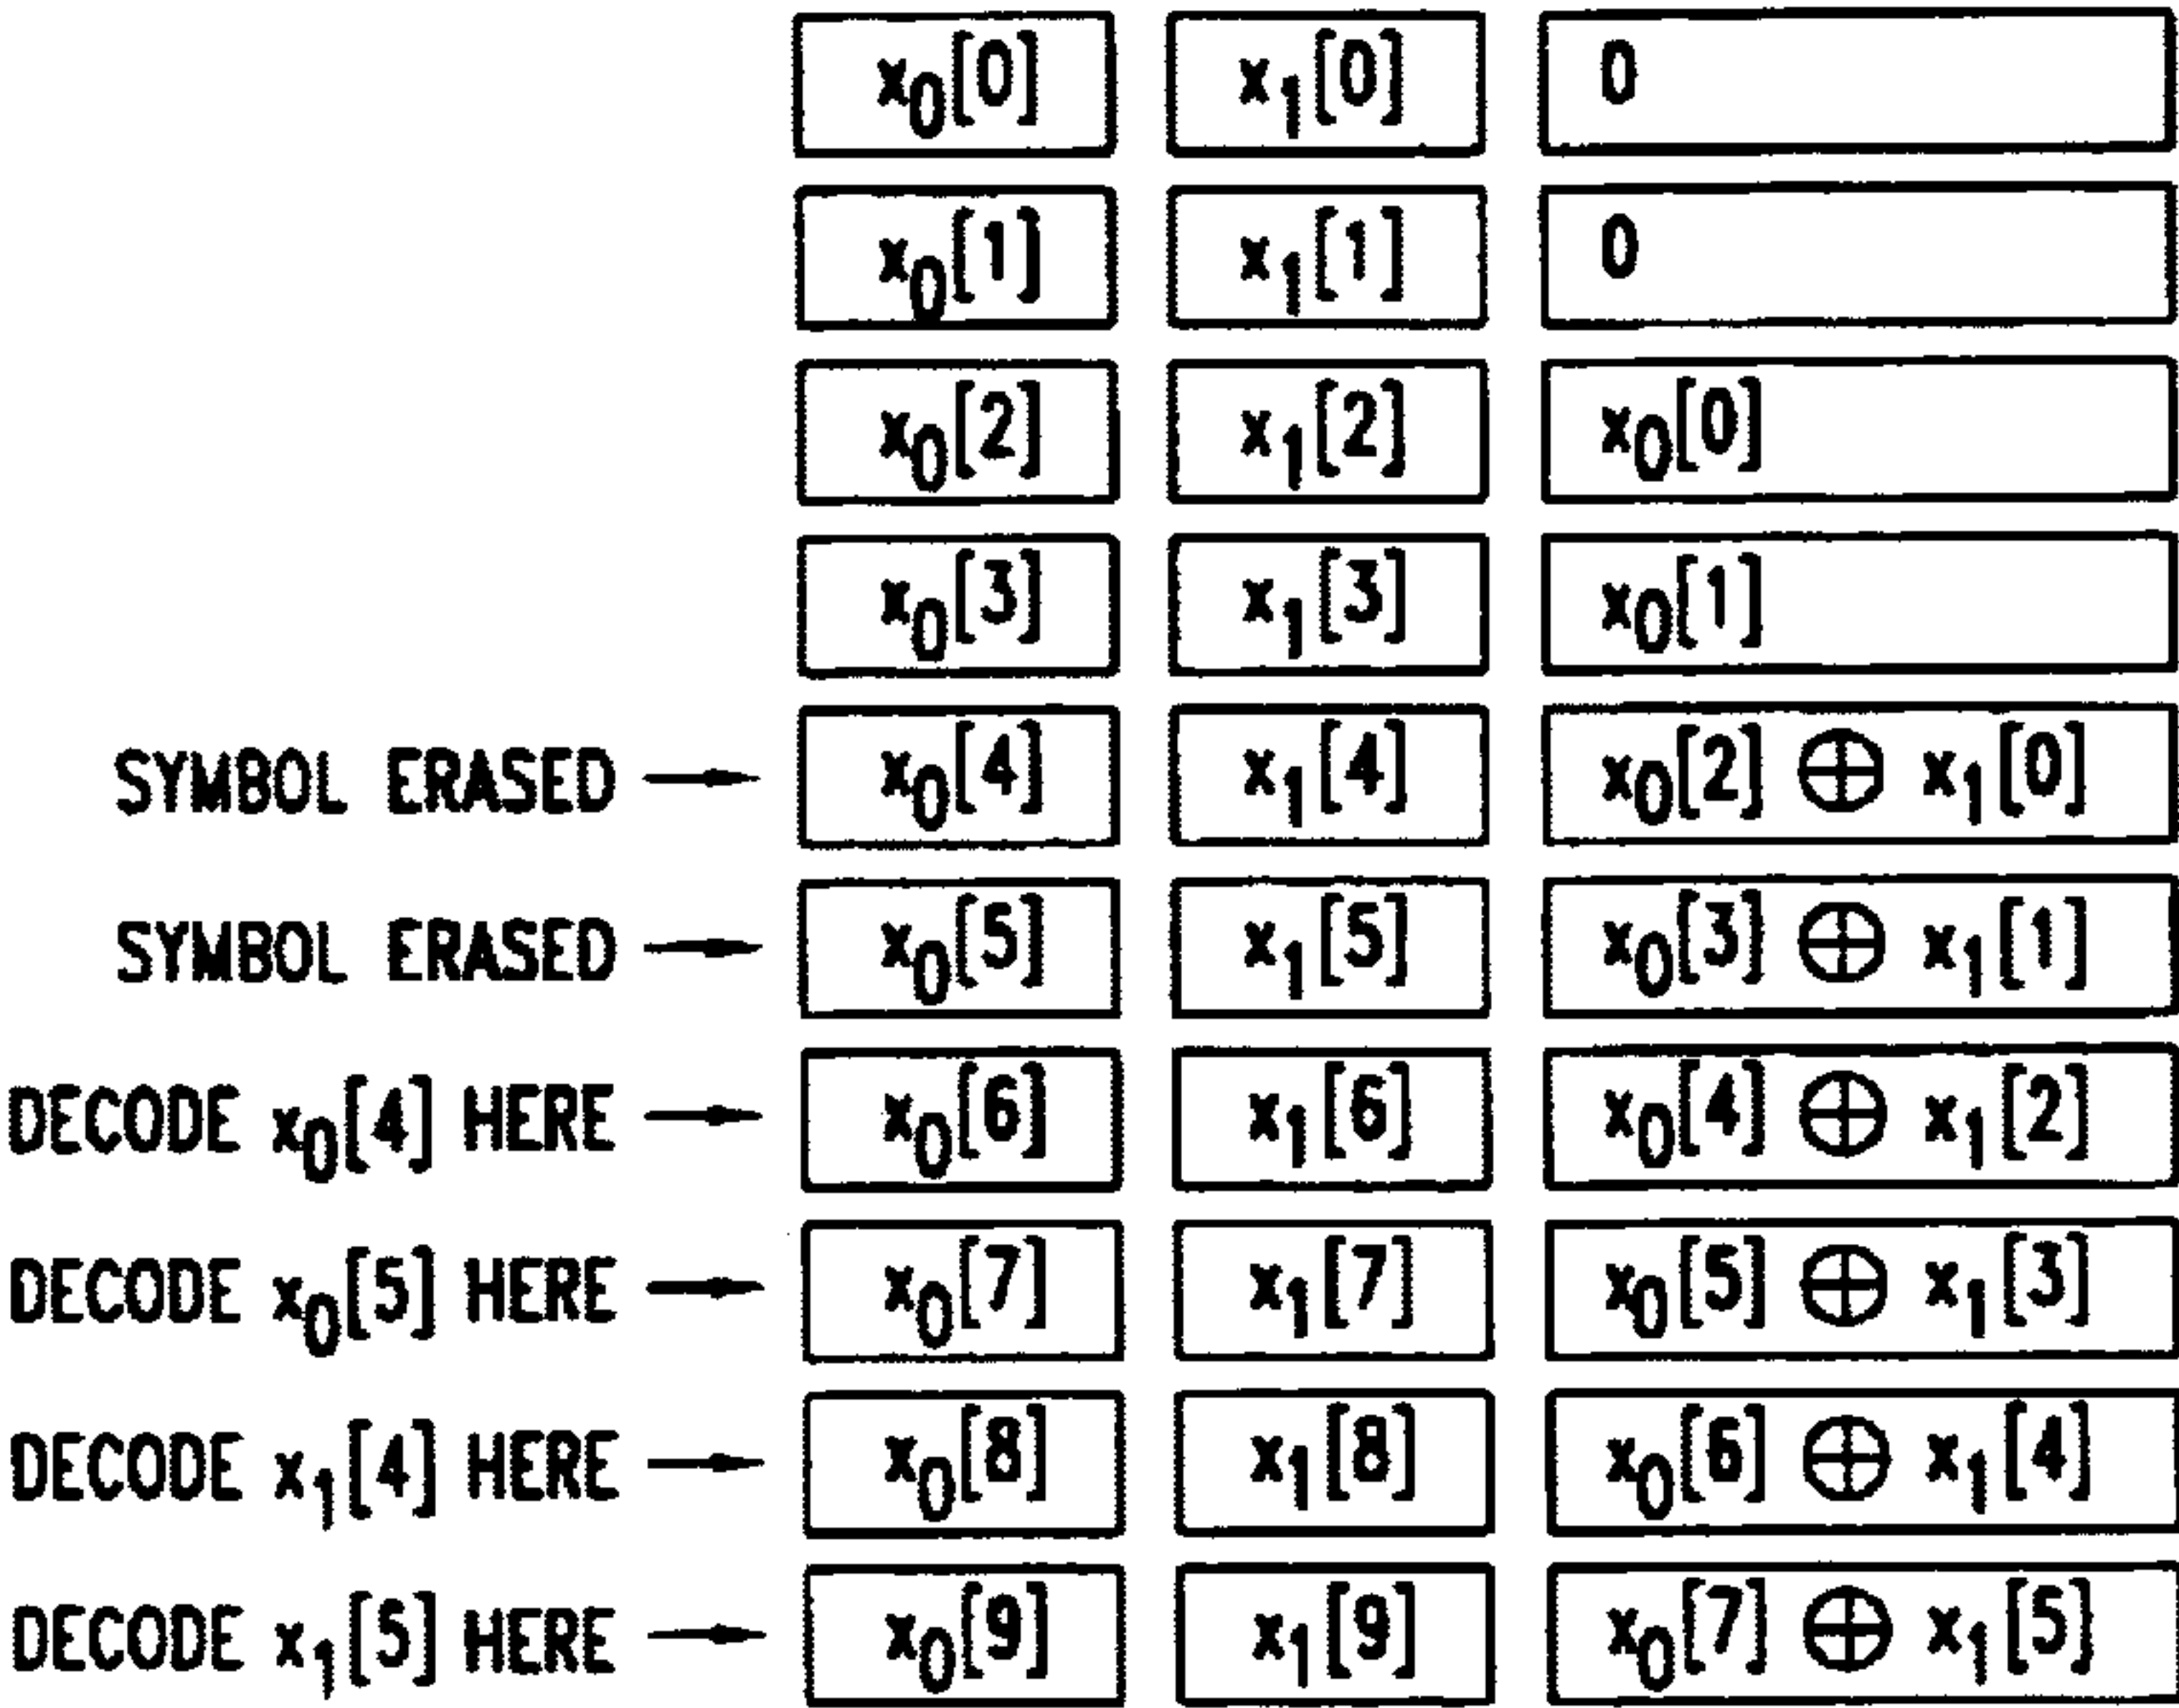 x₀[0] x₁[0] 0
x₀[1] x₁[1] 0
x₀[2] x₁[2] x₀[0]
x₀[3] x₁[3] x₀[1]
SYMBOL ERASED → x₀[4] x₁[4] x₀[2] ⊕ x₁[0]
SYMBOL ERASED → x₀[5] x₁[5] x₀[3] ⊕ x₁[1]
DECODE x₀[4] HERE → x₀[6] x₁[6] x₀[4] ⊕ x₁[2]
DECODE x₀[5] HERE → x₀[7] x₁[7] x₀[5] ⊕ x₁[3]
DECODE x₁[4] HERE → x₀[8] x₁[8] x₀[6] ⊕ x₁[4]
DECODE x₁[5] HERE → x₀[9] x₁[9] x₀[7] ⊕ x₁[5]